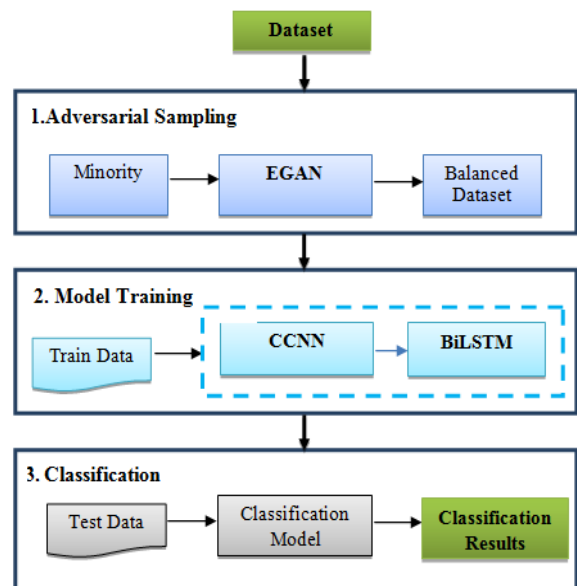 Dataset
1.Adversarial Sampling
Minority
EGAN
Balanced
Dataset
2. Model Training
Train Data
CCNN
BiLSTM
3. Classification
Test Data
Classification
Model
Classification
Results